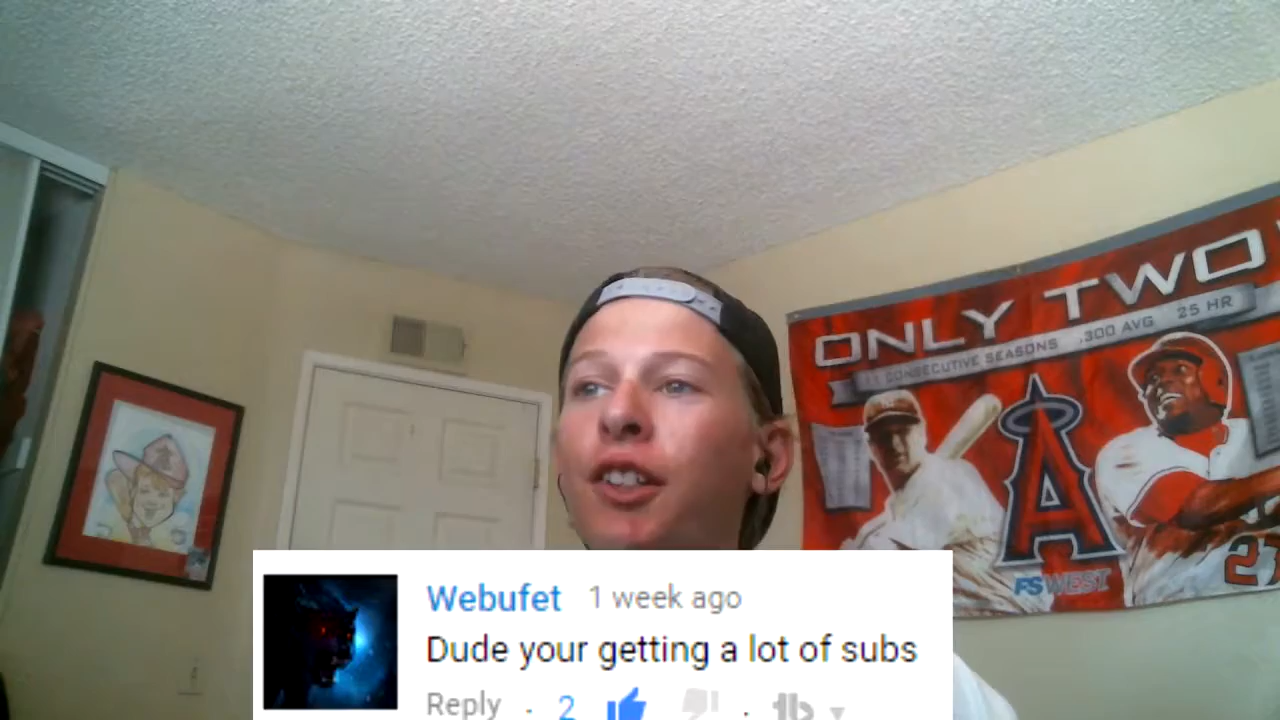 ONLY TWO
11 CONSECUTIVE SEASONS .300 AVG 25 HR
A
FS WEST
27
Webufet 1 week ago
Dude your getting a lot of subs
Reply · 2